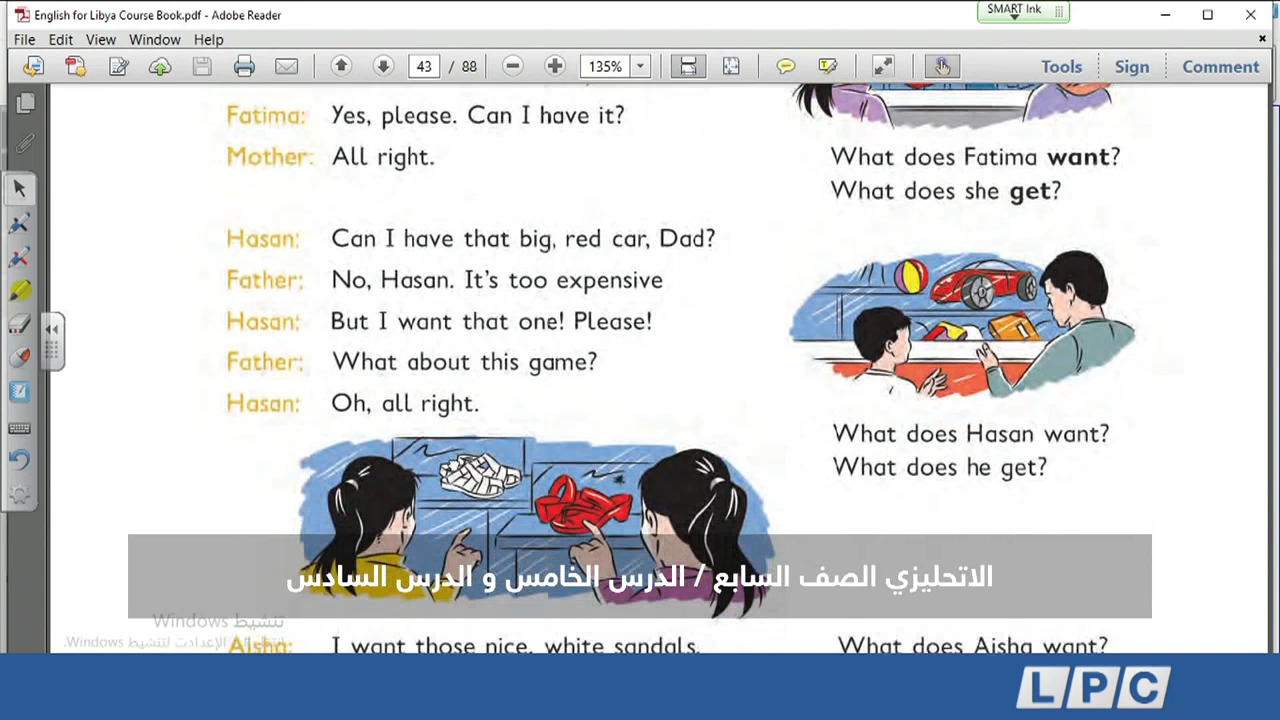 English for Libya Course Book.pdf - Adobe Reader
SMART Ink
File Edit View Window Help
43 / 88
135%
Tools Sign Comment
Fatima: Yes, please. Can I have it?
Mother: All right.
What does Fatima want?
What does she get?
Hasan: Can I have that big, red car, Dad?
Father: No, Hasan. It's too expensive
Hasan: But I want that one! Please!
Father: What about this game?
Hasan: Oh, all right.
What does Hasan want?
What does he get?
الاتحليزي الصف السابع / الدرس الخامس و الدرس السادس
تنشيط Windows
الإعدادت لتنشيط Windows.
Aisha: I want those nice, white sandals.
What does Aisha want?
LPC